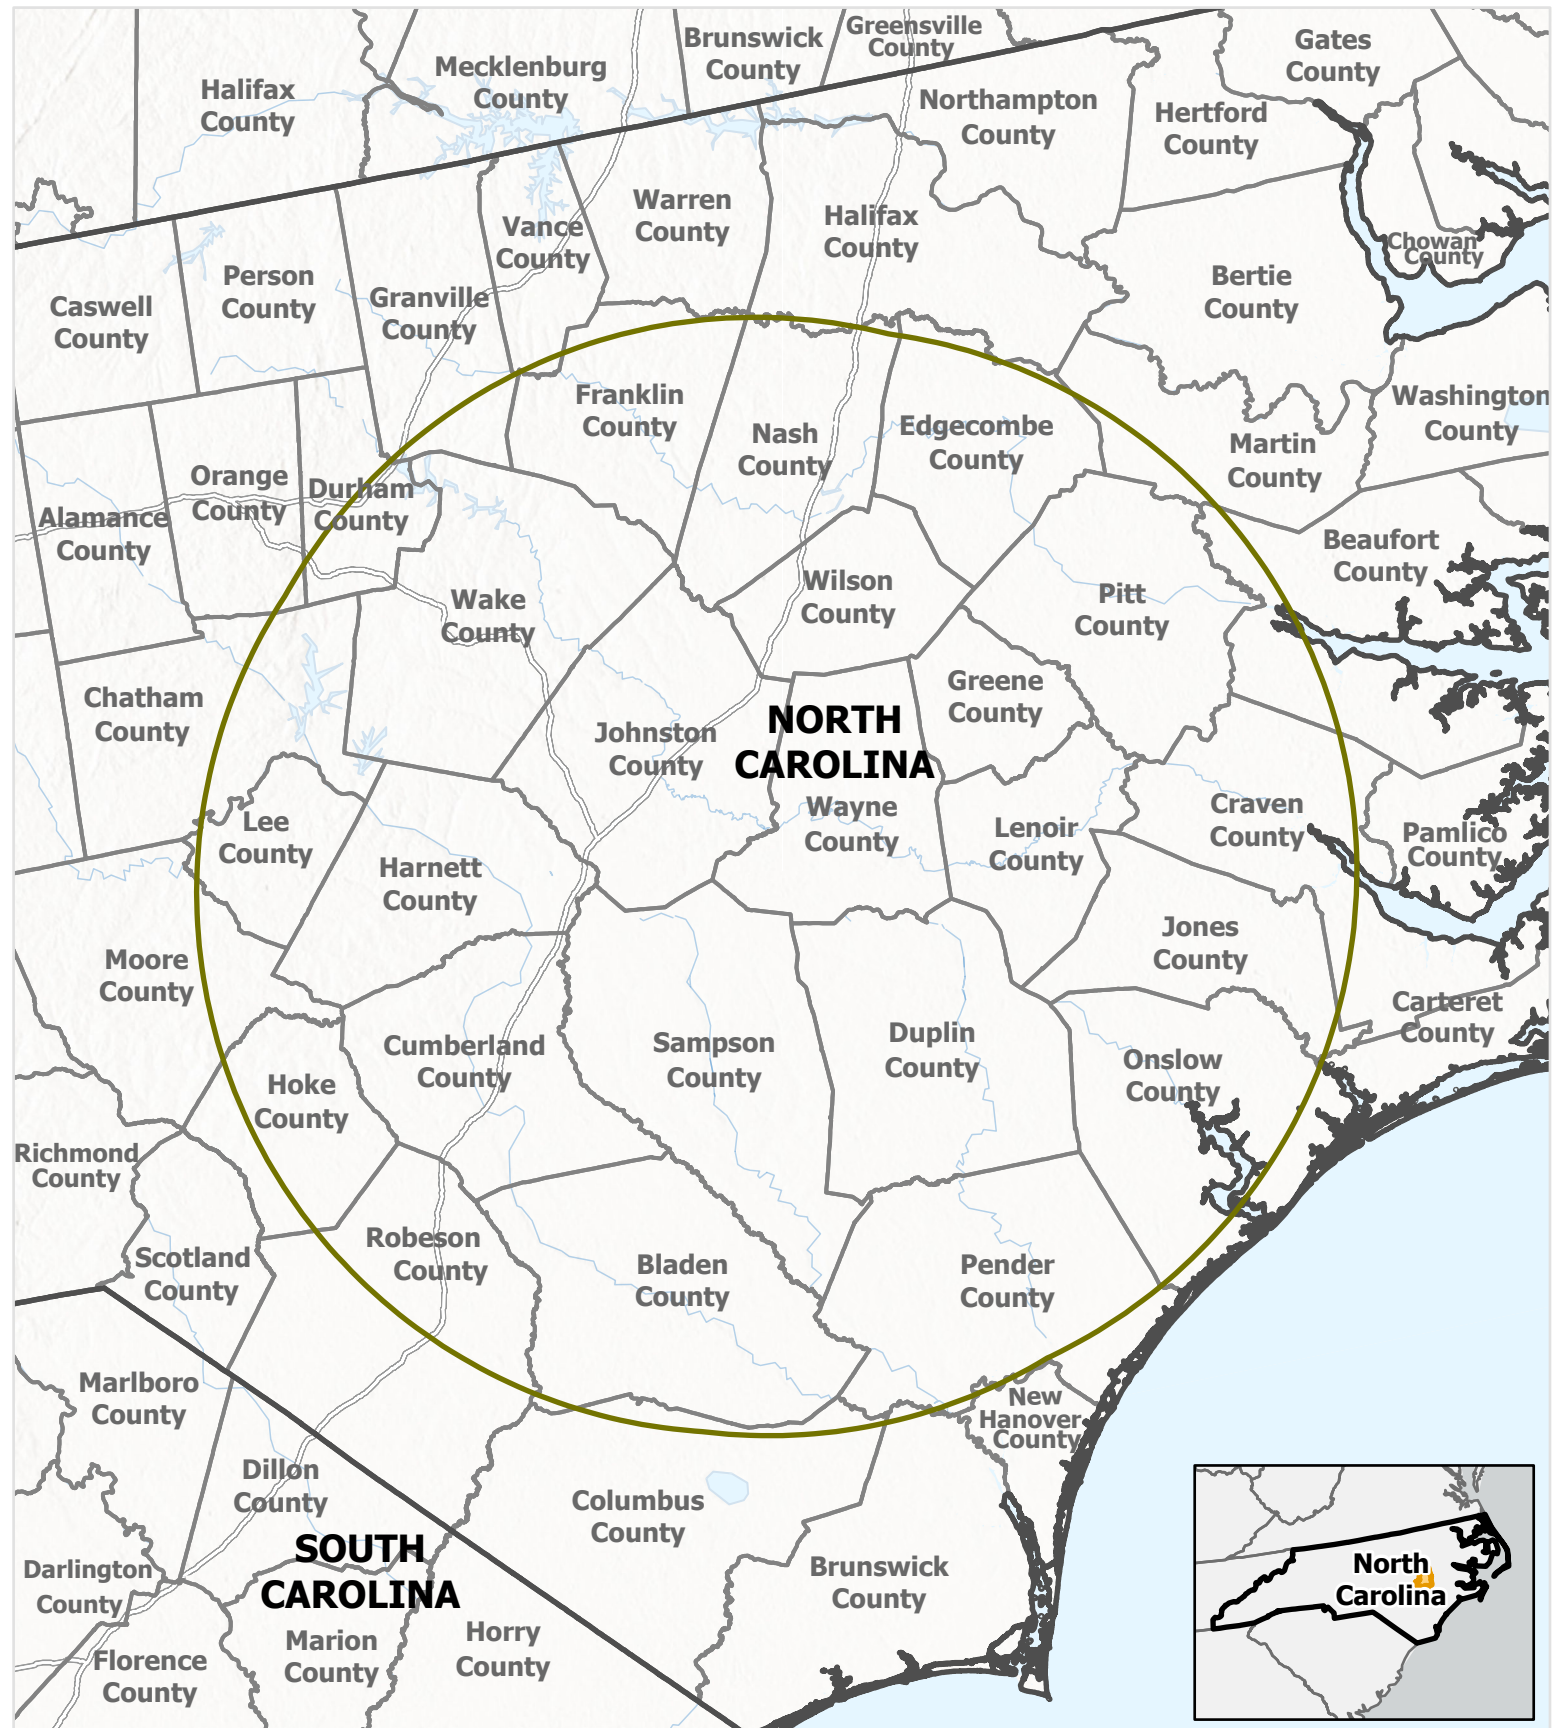 Brunswick
County
Greensville
County
Gates
County
Mecklenburg
County
Halifax
County
Northampton
County
Hertford
County
Warren
County
Halifax
County
Vance
County
Chowan
County
Person
County
Bertie
County
Granville
County
Caswell
County
Franklin
County
Washington
County
Nash
County
Edgecombe
County
Martin
County
Orange
County
Durham
County
Alamance
County
Beaufort
County
Wake
County
Wilson
County
Pitt
County
Chatham
County
Greene
County
Johnston
County
NORTH
CAROLINA
Wayne
County
Lee
County
Lenoir
County
Craven
County
Pamlico
County
Harnett
County
Jones
County
Moore
County
Carteret
County
Cumberland
County
Sampson
County
Duplin
County
Onslow
County
Hoke
County
Richmond
County
Robeson
County
Scotland
County
Bladen
County
Pender
County
Marlboro
County
New
Hanover
County
Dillon
County
Columbus
County
SOUTH
CAROLINA
Darlington
County
Brunswick
County
North
Carolina
Marion
County
Horry
County
Florence
County